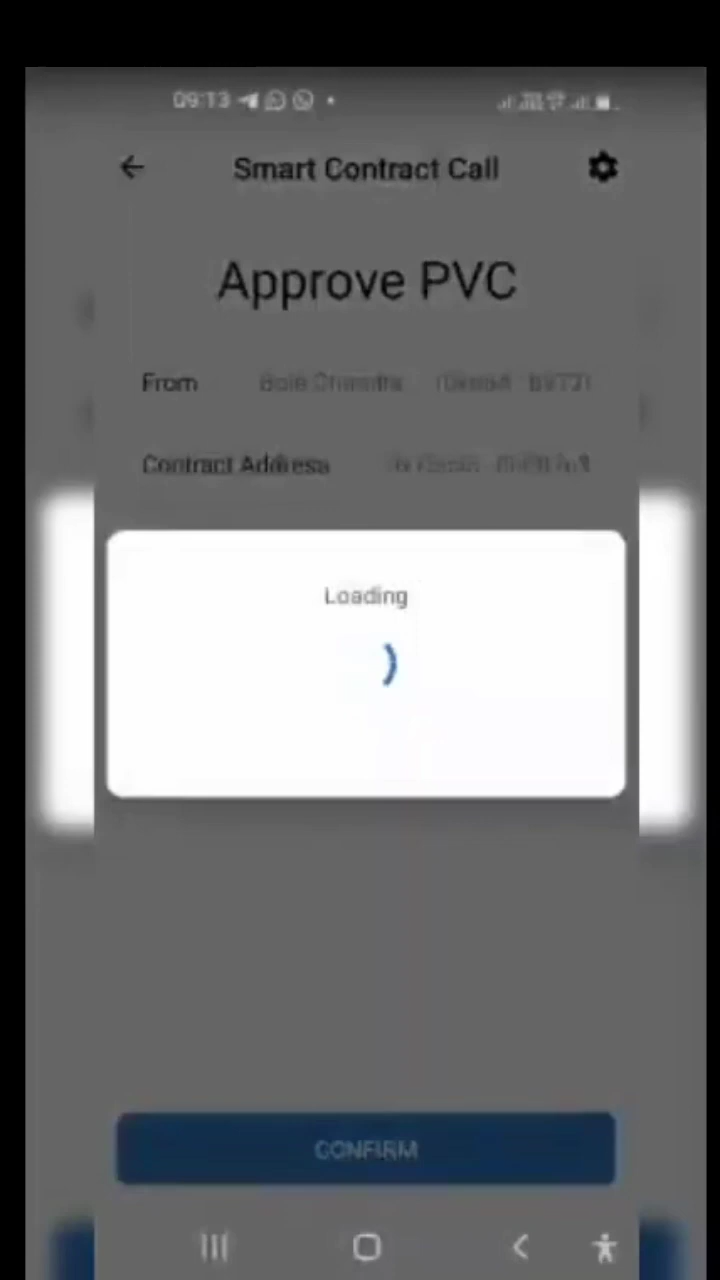 09:13
Smart Contract Call
Approve PVC
From
Contract Address
Loading
CONFIRM